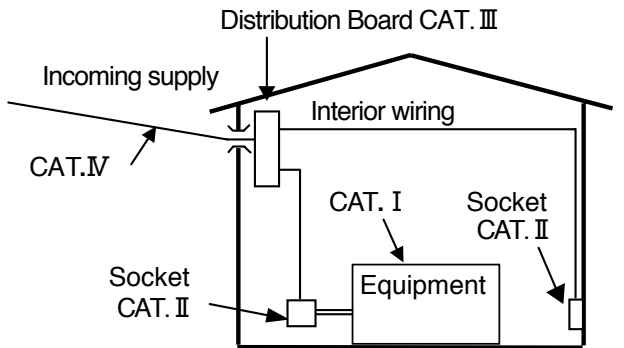 Distribution Board CAT.Ⅲ
Incoming supply
Interior wiring
CAT.Ⅳ
CAT.Ⅰ
Socket
CAT.Ⅱ
Equipment
Socket
CAT.Ⅱ